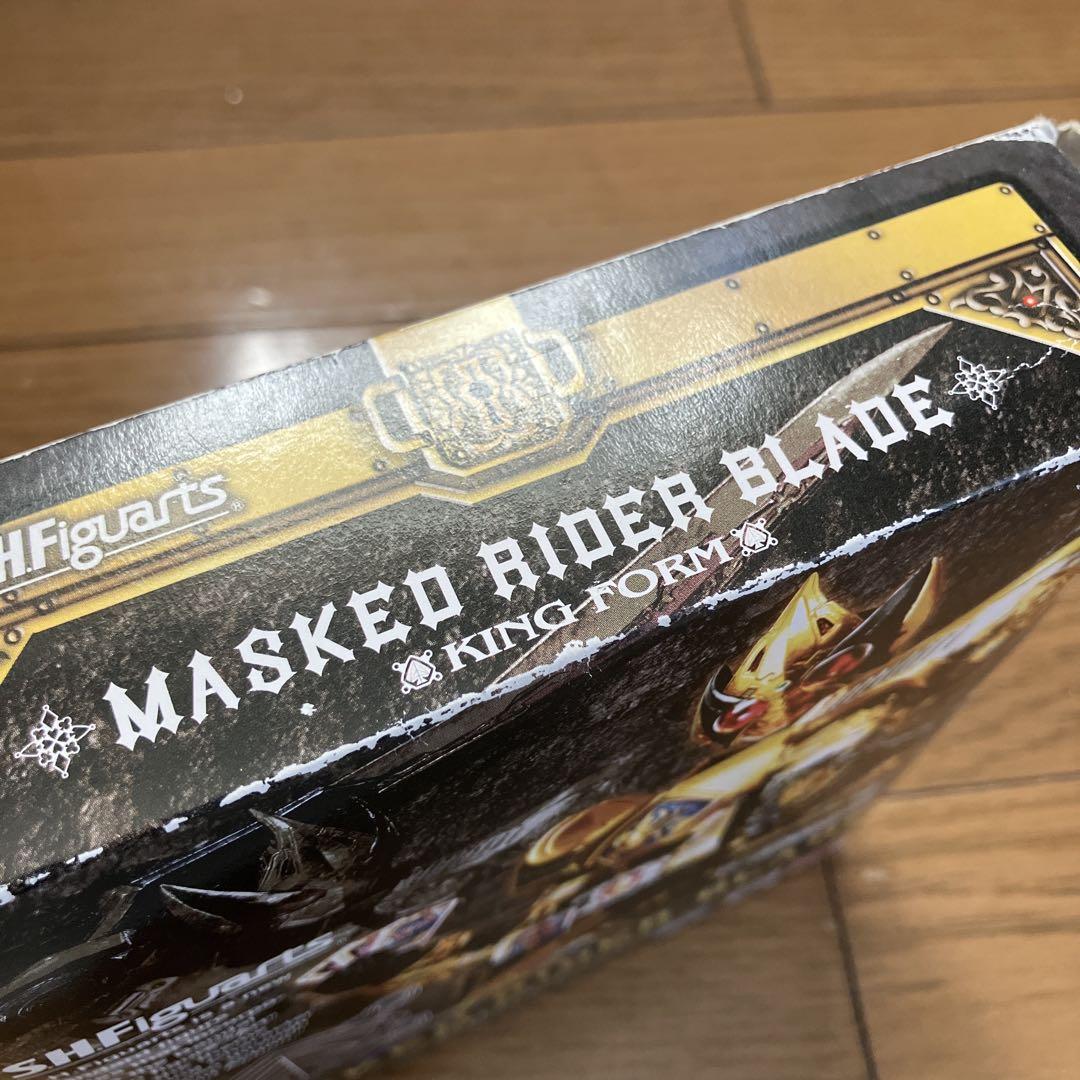 S.H.Figuarts®
MASKED RIDER BLADE
KING FORM
S.H.Figuarts